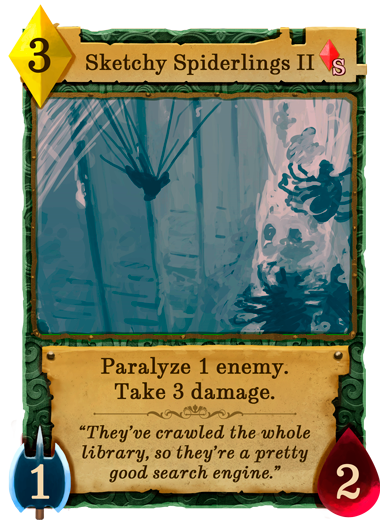 3
Sketchy Spiderlings II
S
Paralyze 1 enemy.
Take 3 damage.
“They’ve crawled the whole
library, so they’re a pretty
good search engine.”
1
2